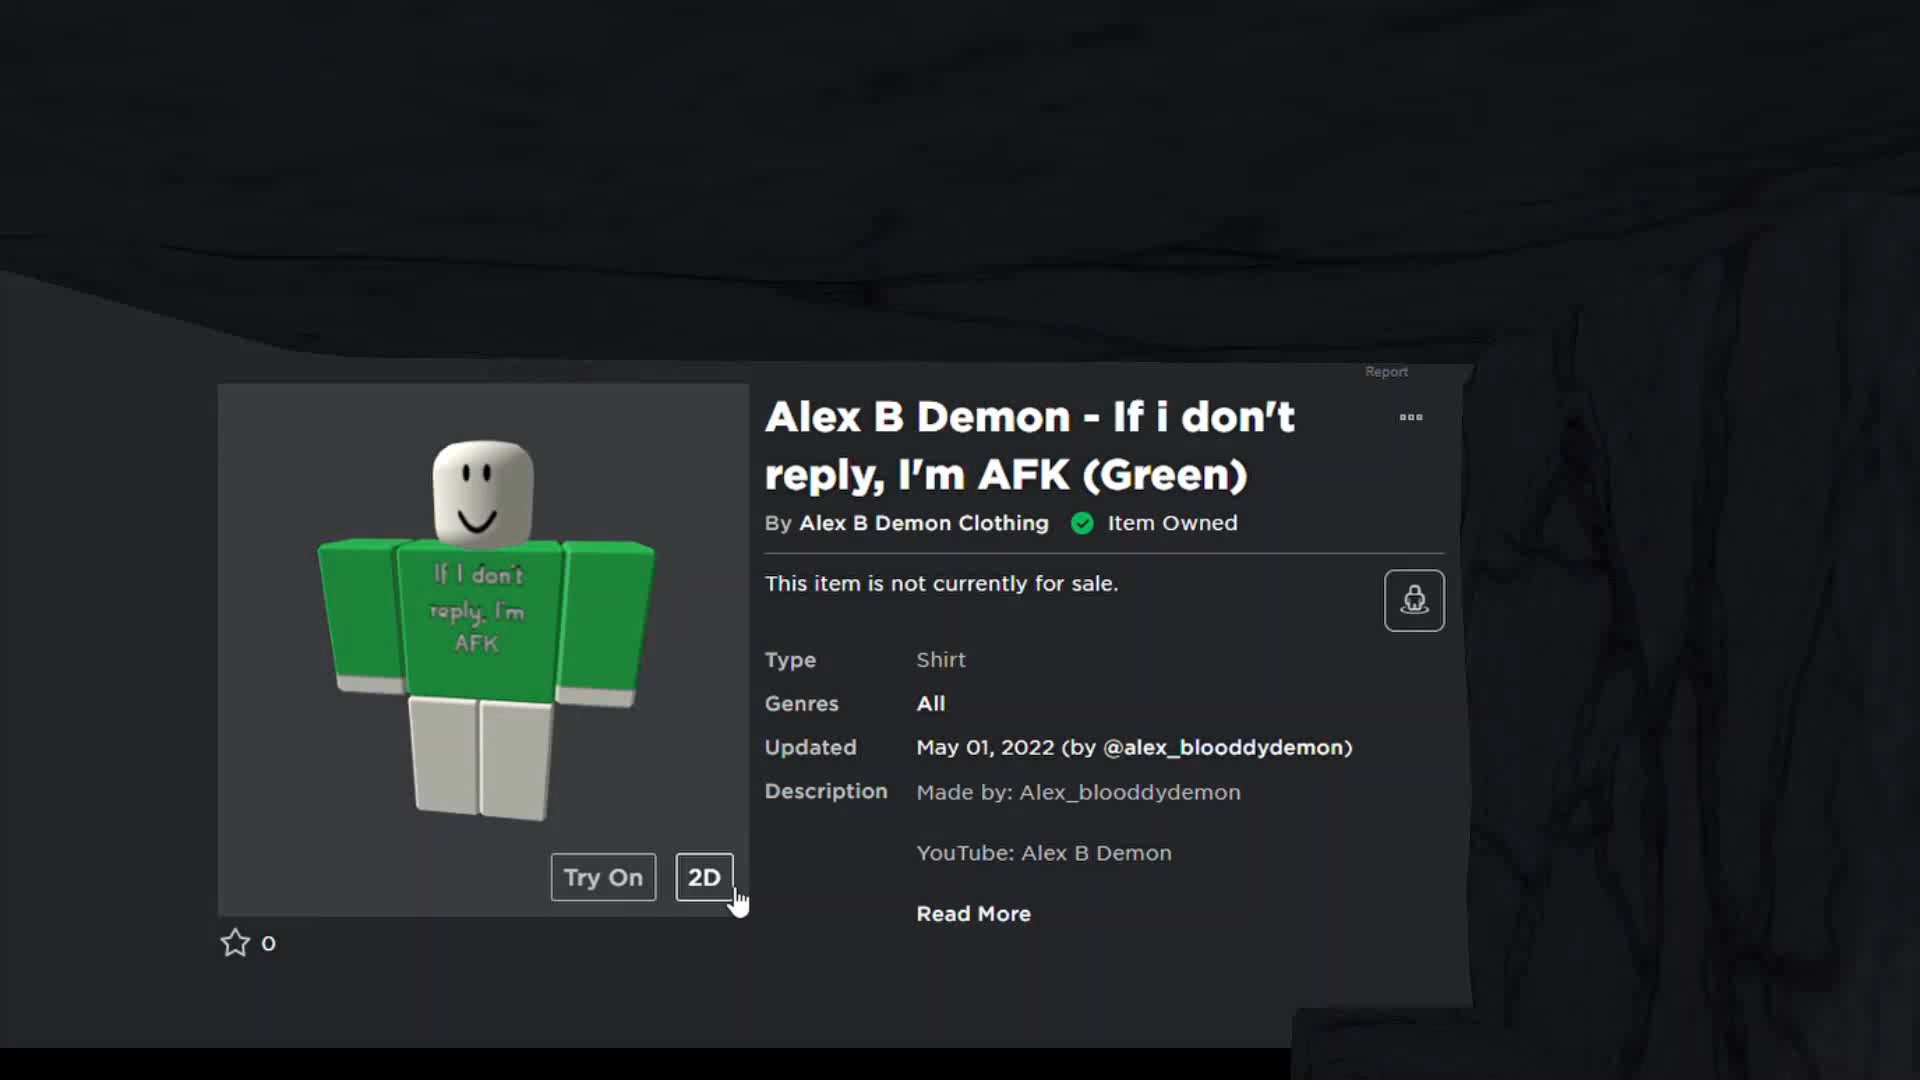 Report
Alex B Demon - If i don't
reply, I'm AFK (Green)
By Alex B Demon Clothing Item Owned
This item is not currently for sale.
If I don't
reply, I'm
AFK
Type Shirt
Genres All
Updated May 01, 2022 (by @alex_blooddydemon)
Description Made by: Alex_blooddydemon
YouTube: Alex B Demon
Read More
Try On 2D
0